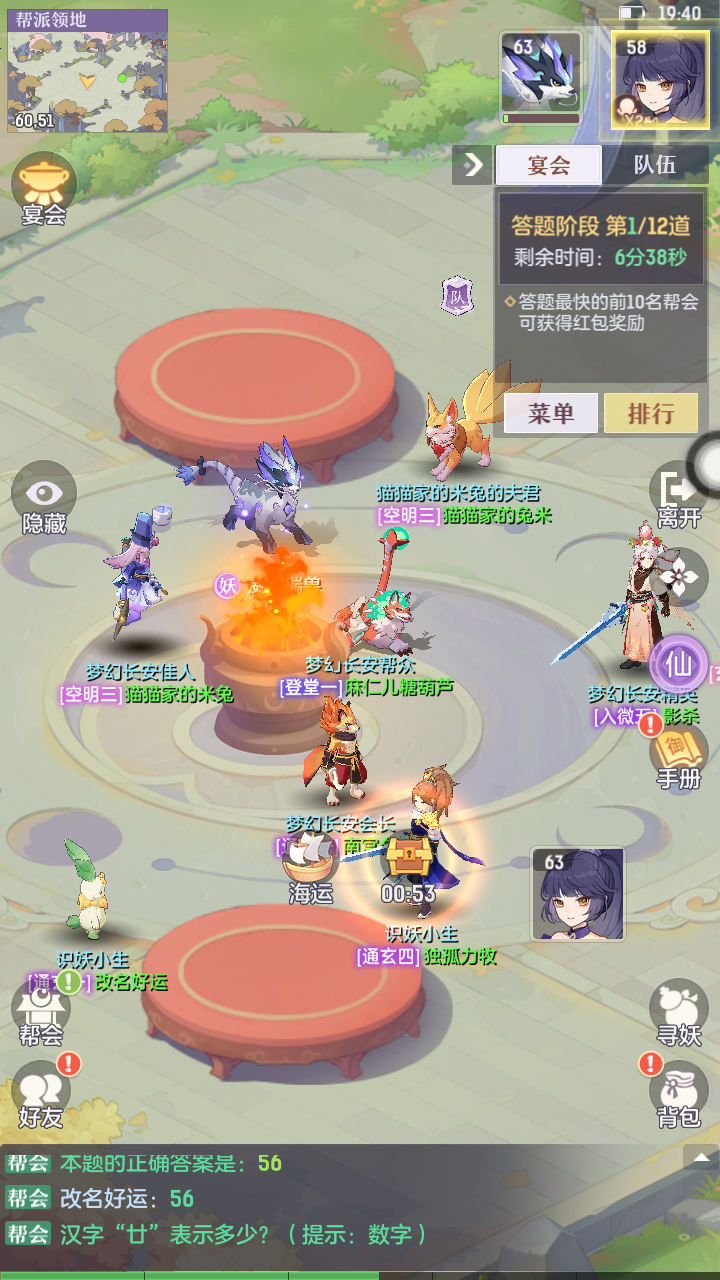 帮派领地
19:40
63
58
X2
60,51
宴会
宴会 队伍
答题阶段 第1/12道
剩余时间：6分38秒
◇答题最快的前10名帮会
可获得红包奖励
队
菜单 排行
隐藏
离开
猫猫家的米兔的夫君
[空明三]猫猫家的兔米
妖
兽
梦幻长安佳人
[空明三]猫猫家的米兔
梦幻长安帮众
[登堂一]麻仁儿糖葫芦
仙
梦幻长安精英
[入微五]影杀
御
手册
梦幻长安会长
南宫
海运
00:53
63
识妖小生
[通玄四]独孤力牧
识妖小生
改名好运
帮会
寻妖
好友
背包
帮会 本题的正确答案是：56
帮会 改名好运：56
帮会 汉字“廿”表示多少？（提示：数字）